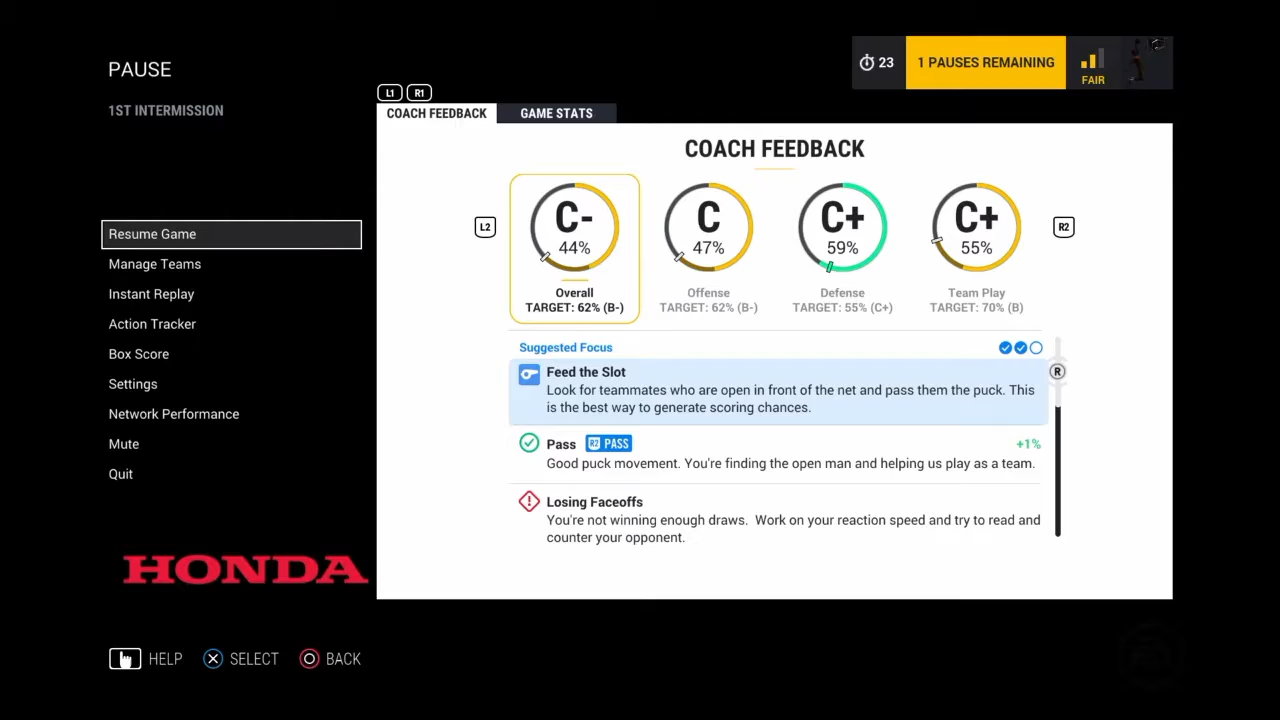 PAUSE
1ST INTERMISSION
23
1 PAUSES REMAINING
FAIR
L1 R1
COACH FEEDBACK
GAME STATS
COACH FEEDBACK
L2
C-
44%
Overall
TARGET: 62% (B-)
C
47%
Offense
TARGET: 62% (B-)
C+
59%
Defense
TARGET: 55% (C+)
C+
55%
Team Play
TARGET: 70% (B)
R2
Suggested Focus
Feed the Slot
Look for teammates who are open in front of the net and pass them the puck. This
is the best way to generate scoring chances.
R
Pass R2 PASS +1%
Good puck movement. You're finding the open man and helping us play as a team.
Losing Faceoffs
You're not winning enough draws. Work on your reaction speed and try to read and
counter your opponent.
Resume Game
Manage Teams
Instant Replay
Action Tracker
Box Score
Settings
Network Performance
Mute
Quit
HONDA
HELP SELECT BACK